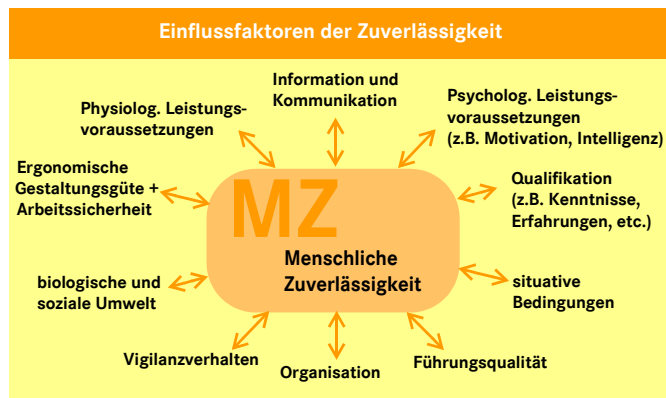 Einflussfaktoren der Zuverlässigkeit
Information und
Kommunikation
Physiolog. Leistungs-
voraussetzungen
Psycholog. Leistungs-
voraussetzungen
(z.B. Motivation, Intelligenz)
Ergonomische
Gestaltungsgüte +
Arbeitssicherheit
Qualifikation
(z.B. Kenntnisse,
Erfahrungen, etc.)
MZ
Menschliche
Zuverlässigkeit
biologische und
soziale Umwelt
situative
Bedingungen
Vigilanzverhalten
Organisation
Führungsqualität